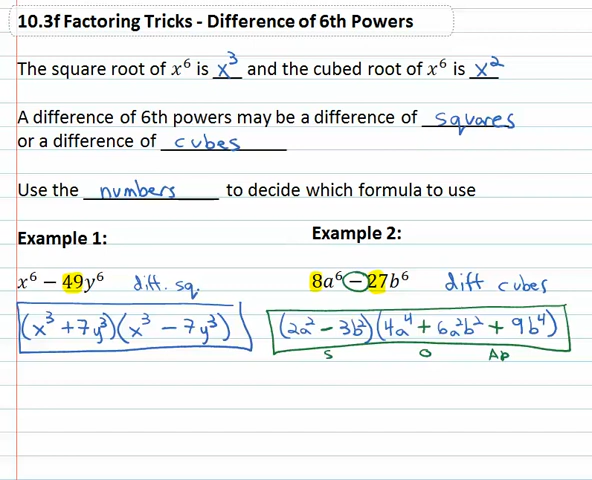 10.3f Factoring Tricks - Difference of 6th Powers
The square root of x⁶ is x³ and the cubed root of x⁶ is x²
A difference of 6th powers may be a difference of squares
or a difference of cubes
Use the numbers to decide which formula to use
Example 1:
x⁶ − 49y⁶ diff. sq.
(x³ + 7y³)(x³ − 7y³)
Example 2:
8a⁶ − 27b⁶ diff cubes
(2a² − 3b²)(4a⁴ + 6a²b² + 9b⁴)
S O AP